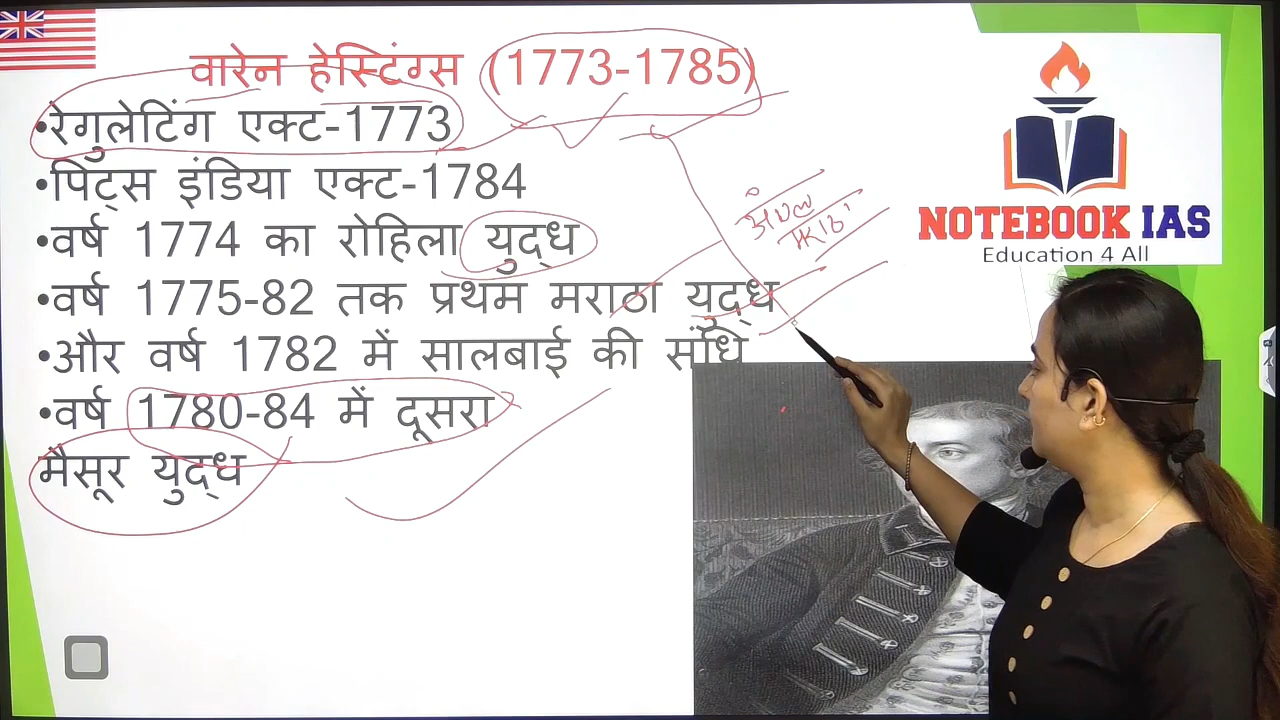 वारेन हेस्टिंग्स (1773-1785)
•रेगुलेटिंग एक्ट-1773
•पिट्स इंडिया एक्ट-1784
•वर्ष 1774 का रोहिला युद्ध
•वर्ष 1775-82 तक प्रथम मराठा युद्ध
•और वर्ष 1782 में सालबाई की संधि
•वर्ष 1780-84 में दूसरा
मैसूर युद्ध
NOTEBOOK IAS
Education 4 All